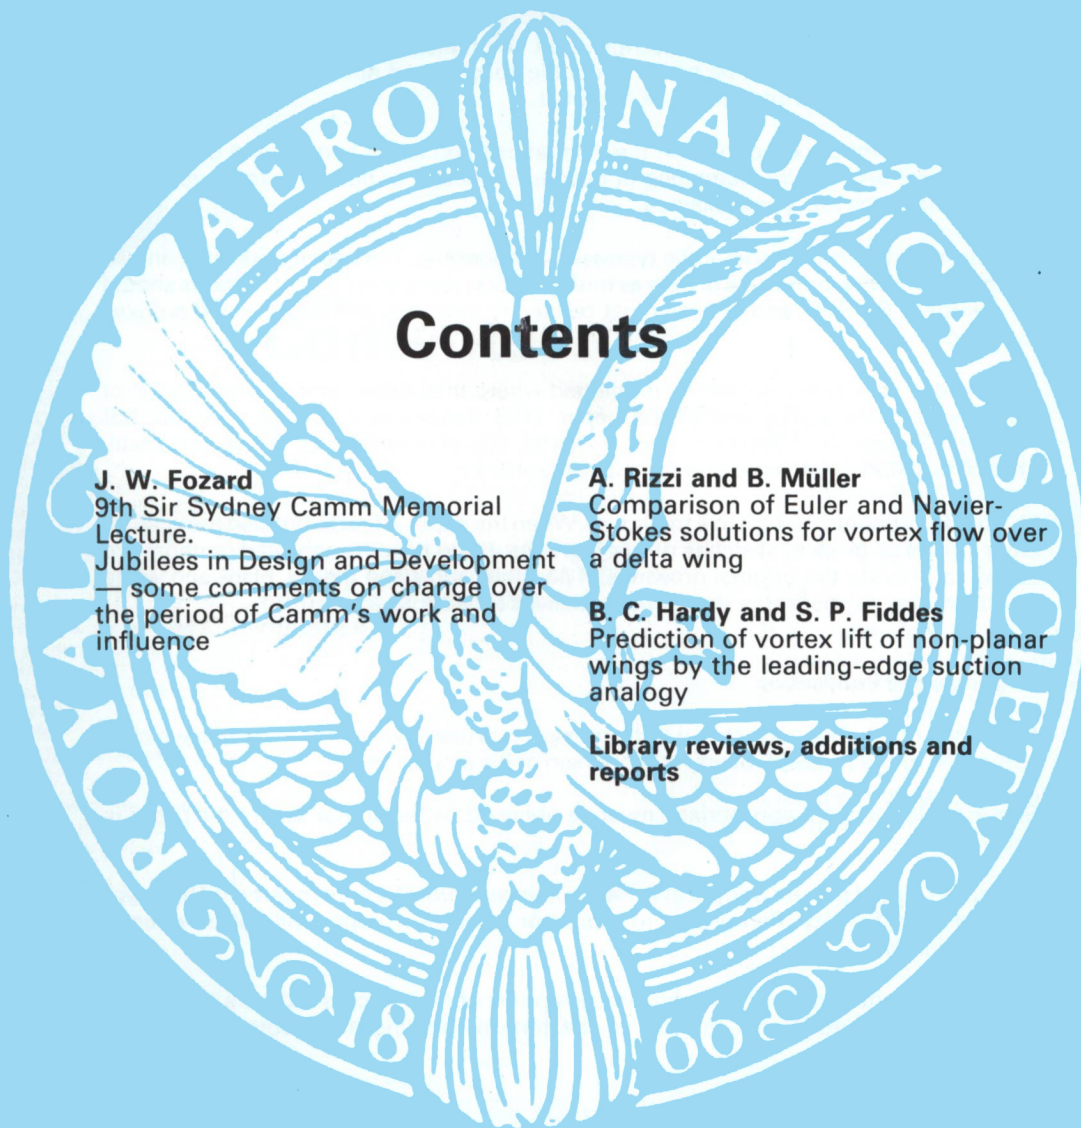 ROYAL AERONAUTICAL SOCIETY
1866
Contents
J. W. Fozard
9th Sir Sydney Camm Memorial
Lecture.
Jubilees in Design and Development
— some comments on change over
the period of Camm's work and
influence
A. Rizzi and B. Müller
Comparison of Euler and Navier-
Stokes solutions for vortex flow over
a delta wing
B. C. Hardy and S. P. Fiddes
Prediction of vortex lift of non-planar
wings by the leading-edge suction
analogy
Library reviews, additions and
reports